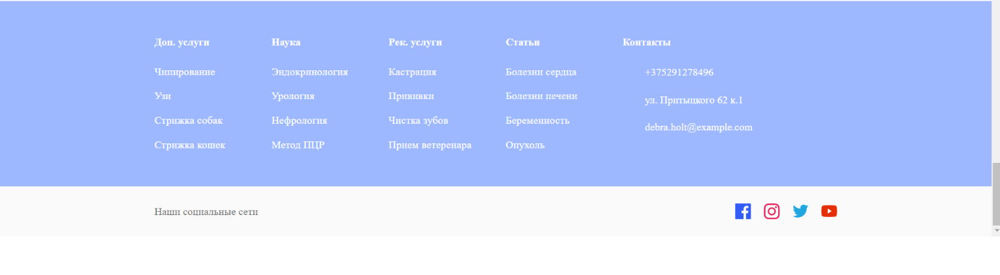 Доп. услуги
Чипирование
Узи
Стрижка собак
Стрижка кошек
Наука
Эндокринология
Урология
Нефрология
Метод ПЦР
Рек. услуги
Кастрация
Прививки
Чистка зубов
Прием ветеренара
Статьи
Болезни сердца
Болезни печени
Беременность
Опухоль
Контакты
+375291278496
ул. Притыцкого 62 к.1
debra.holt@example.com
Наши социальные сети